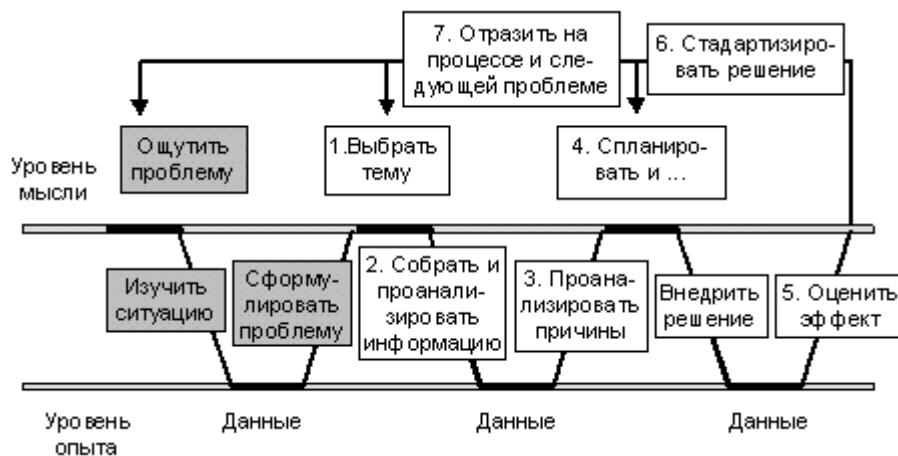 7. Отразить на
процессе и сле-
дующей проблеме
6. Стадартизиро-
вать решение
Ощутить
проблему
1.Выбрать
тему
4. Спланиро-
вать и ...
Уровень
мысли
Изучить
ситуацию
Сформу-
лировать
проблему
2. Собрать и
проанали-
зировать
информацию
3. Проана-
лизировать
причины
Внедрить
решение
5. Оценить
эффект
Уровень
опыта
Данные
Данные
Данные